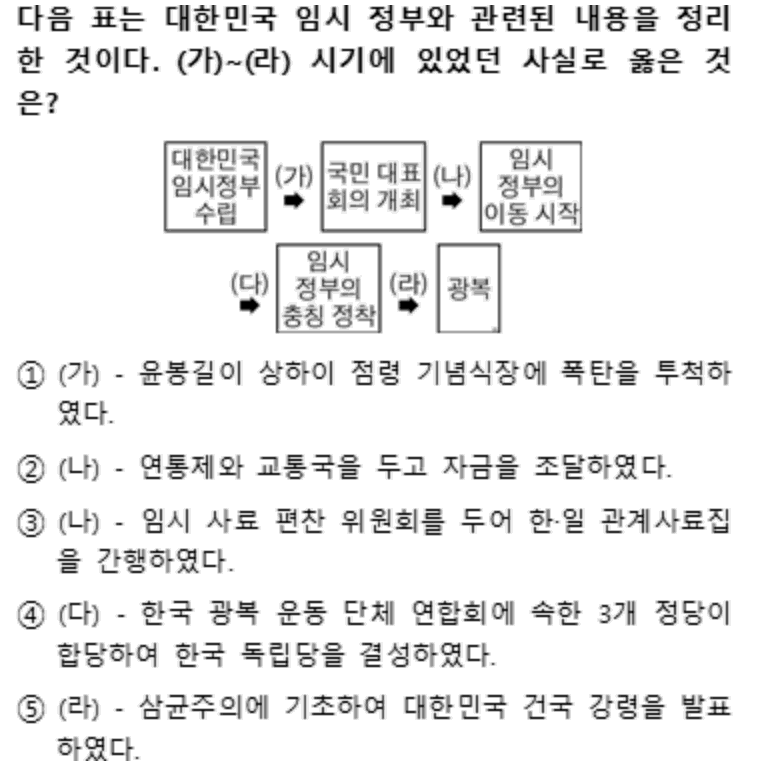 다음 표는 대한민국 임시 정부와 관련된 내용을 정리
한 것이다. (가)~(라) 시기에 있었던 사실로 옳은 것
은?
대한민국
임시정부
수립
(가)
➡
국민 대표
회의 개최
(나)
➡
임시
정부의
이동 시작
(다)
➡
임시
정부의
충칭 정착
(라)
➡
광복
① (가) - 윤봉길이 상하이 점령 기념식장에 폭탄을 투척하
였다.
② (나) - 연통제와 교통국을 두고 자금을 조달하였다.
③ (나) - 임시 사료 편찬 위원회를 두어 한·일 관계사료집
을 간행하였다.
④ (다) - 한국 광복 운동 단체 연합회에 속한 3개 정당이
합당하여 한국 독립당을 결성하였다.
⑤ (라) - 삼균주의에 기초하여 대한민국 건국 강령을 발표
하였다.